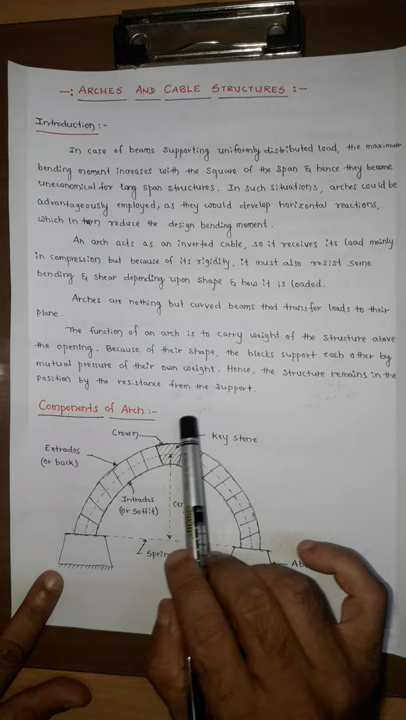 -: ARCHES AND CABLE STRUCTURES :-
Introduction :-
In case of beams supporting uniformly distributed load, the maximum
bending moment increases with the square of the span & hence they become
uneconomical for long span structures. In such situations, arches could be
advantageously employed, as they would develop horizontal reactions,
which in turn reduce the design bending moment.
An arch acts as an inverted cable, so it receives its load mainly
in compression but because of its rigidity, it must also resist some
bending & shear depending upon shape & how it is loaded.
Arches are nothing but curved beams that transfer loads to their
plane.
The function of an arch is to carry weight of the structure above
the opening. Because of their shape, the blocks support each other by
mutual pressure of their own weight. Hence, the structure remains in the
position by the resistance from the support.
Components of Arch :-
Crown
Key stone
Extrados
(or back)
Intrados
(or soffit)